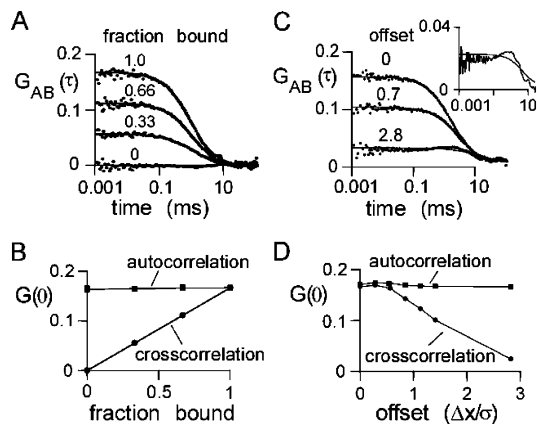 A
fraction bound
0.2
G_AB (τ)
0.1
0
1.0
0.66
0.33
0
0.001
0.1
10
time (ms)
C
offset
0.2
G_AB (τ)
0.1
0
0
0.7
2.8
0.001
0.1
10
time (ms)
0.04
0
0.001
10
B
0.2
G(0)
0.1
0
autocorrelation
crosscorrelation
0
1
fraction bound
D
0.2
G(0)
0.1
0
autocorrelation
crosscorrelation
0
1
2
3
offset (Δx/σ)